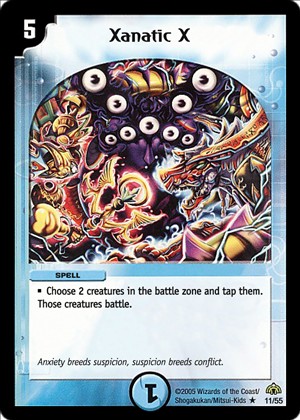 5
Xanatic X
SPELL
▪ Choose 2 creatures in the battle zone and tap them.
Those creatures battle.
Anxiety breeds suspicion, suspicion breeds conflict.
1
©2005 Wizards of the Coast/
Shogakukan/Mitsui-Kids ★ 11/55